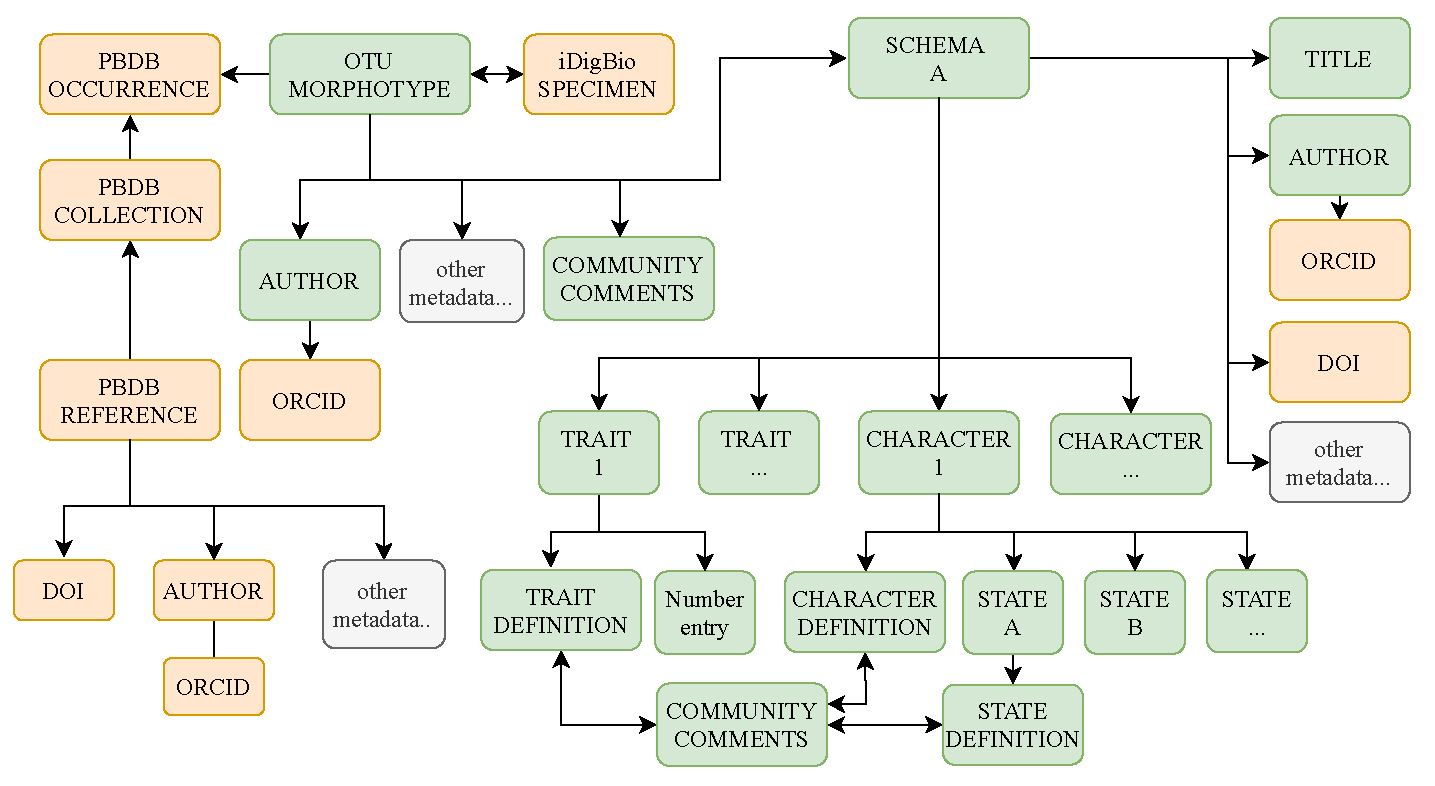 PBDB
OCCURRENCE
OTU
MORPHOTYPE
iDigBio
SPECIMEN
SCHEMA
A
TITLE
PBDB
COLLECTION
AUTHOR
AUTHOR
other
metadata...
COMMUNITY
COMMENTS
ORCID
PBDB
REFERENCE
ORCID
DOI
TRAIT
1
TRAIT
...
CHARACTER
1
CHARACTER
...
other
metadata...
DOI
AUTHOR
other
metadata..
TRAIT
DEFINITION
Number
entry
CHARACTER
DEFINITION
STATE
A
STATE
B
STATE
...
ORCID
COMMUNITY
COMMENTS
STATE
DEFINITION